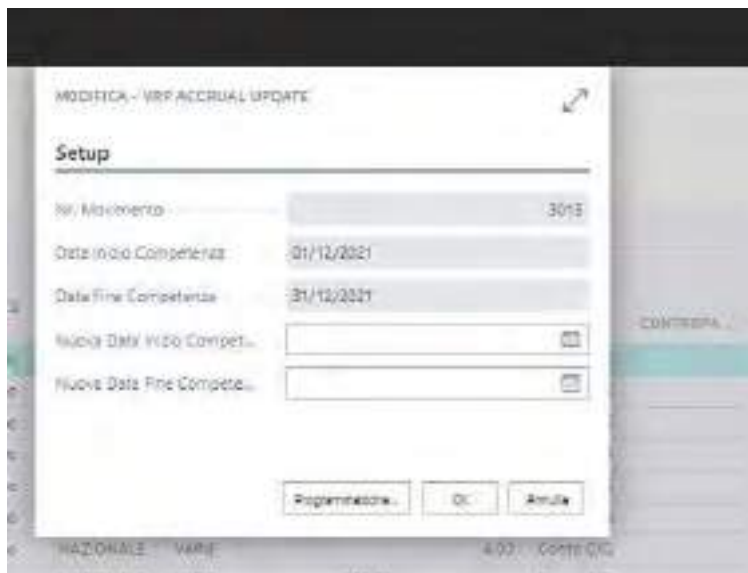 MODIFICA - VRP ACCRUAL UPDATE
Setup
Nr. Movimento 3013
Data Inizio Competenza 01/12/2021
Data Fine Competenza 31/12/2021
Nuova Data Inizio Compet...
Nuova Data Fine Compete...
CONTROPA...
Programmazione... OK Annulla
NAZIONALE VARIE 4,00 Conto C/G